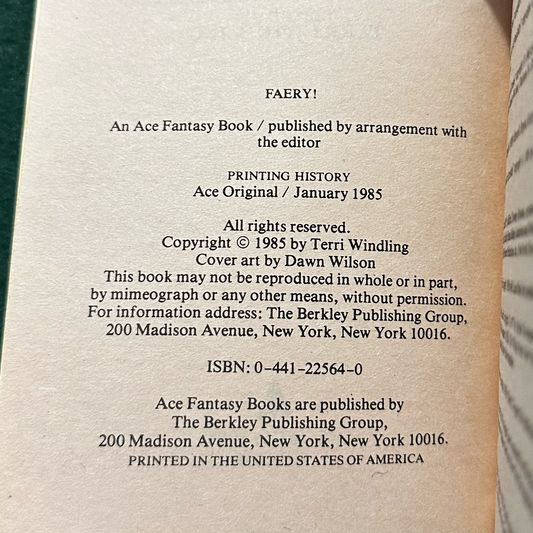 FAERY!
An Ace Fantasy Book / published by arrangement with
the editor
PRINTING HISTORY
Ace Original / January 1985
All rights reserved.
Copyright © 1985 by Terri Windling
Cover art by Dawn Wilson
This book may not be reproduced in whole or in part,
by mimeograph or any other means, without permission.
For information address: The Berkley Publishing Group,
200 Madison Avenue, New York, New York 10016.
ISBN: 0-441-22564-0
Ace Fantasy Books are published by
The Berkley Publishing Group,
200 Madison Avenue, New York, New York 10016.
PRINTED IN THE UNITED STATES OF AMERICA